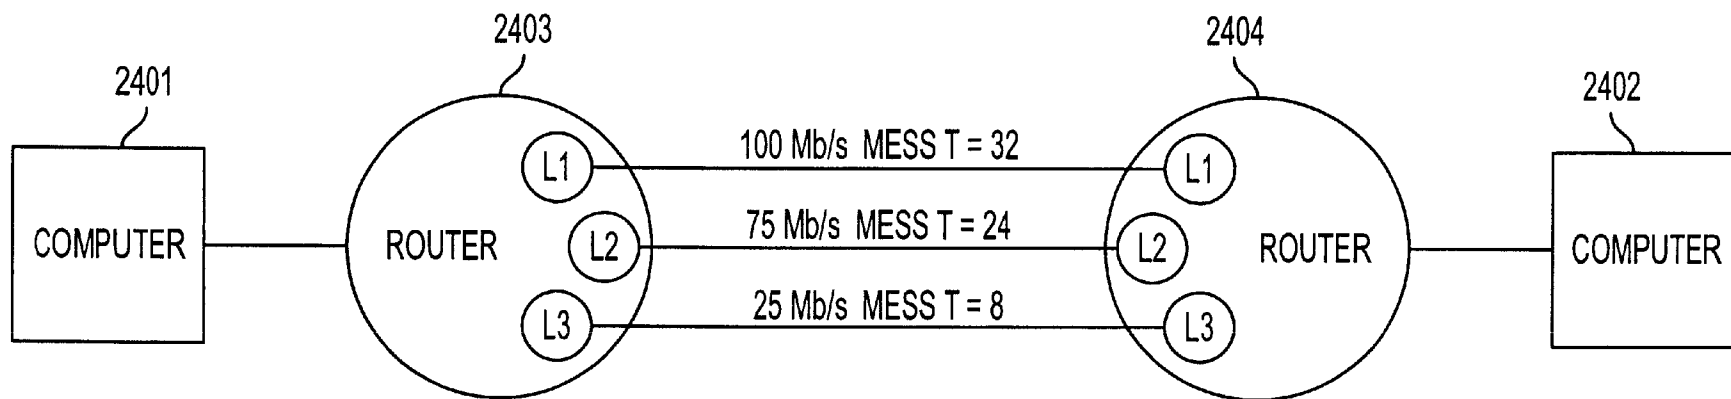 2403
2404
2401
2402
L1
100 Mb/s MESS T = 32
L1
COMPUTER
ROUTER
L2
75 Mb/s MESS T = 24
L2
ROUTER
COMPUTER
L3
25 Mb/s MESS T = 8
L3